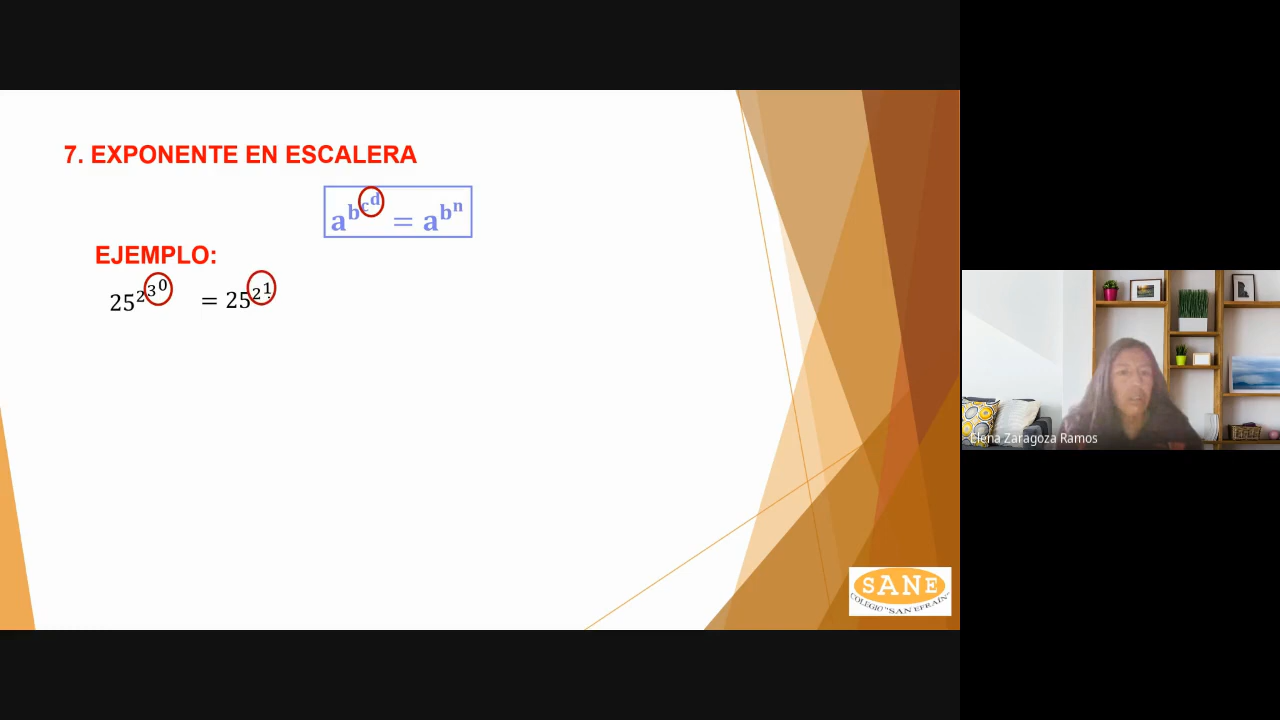 7. EXPONENTE EN ESCALERA
a^{b^{c^{d}}} = a^{b^{n}}
EJEMPLO:
25^{2^{3^{0}}} = 25^{2^{1}}
Elena Zaragoza Ramos
SANE
COLEGIO "SAN EFRAIN"